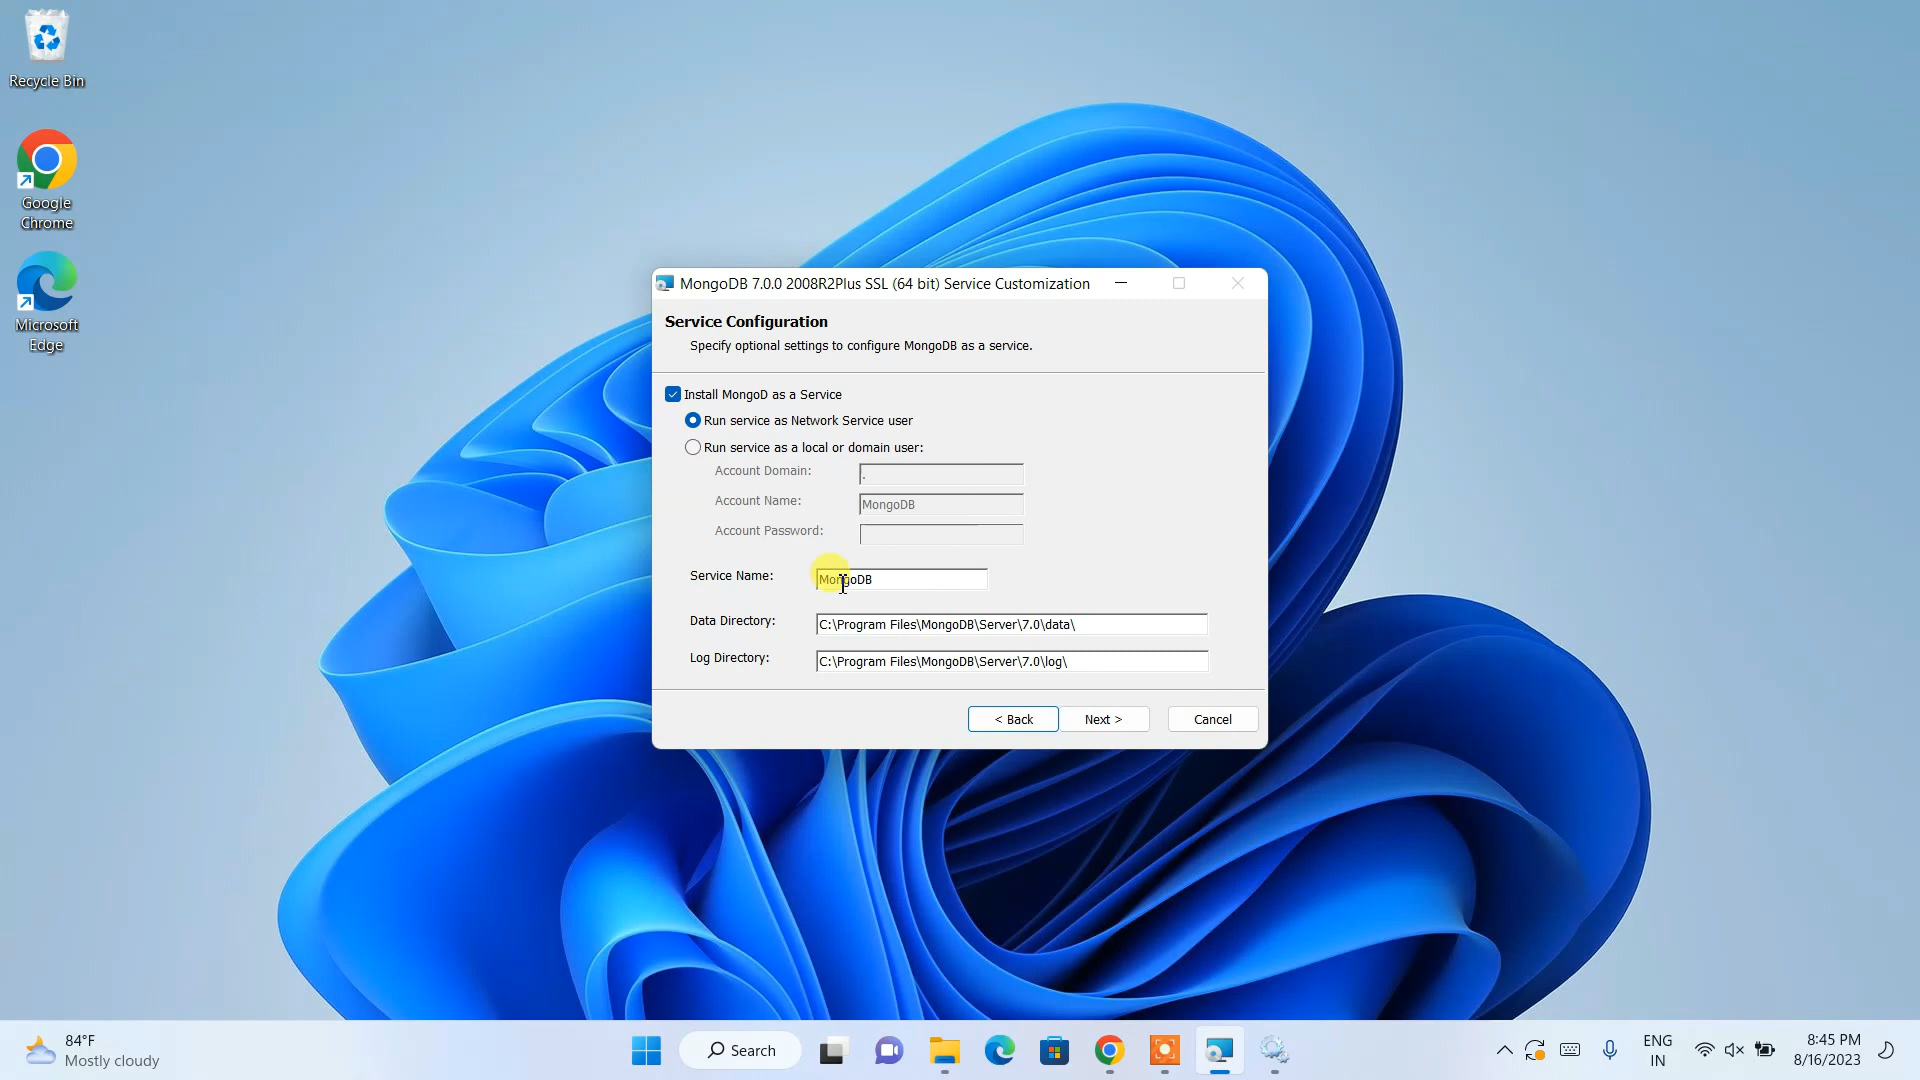 Recycle Bin
Google
Chrome
Microsoft
Edge
MongoDB 7.0.0 2008R2Plus SSL (64 bit) Service Customization
Service Configuration
Specify optional settings to configure MongoDB as a service.
Install MongoD as a Service
Run service as Network Service user
Run service as a local or domain user:
Account Domain:
.
Account Name:
MongoDB
Account Password:
Service Name:
MongoDB
Data Directory:
C:\Program Files\MongoDB\Server\7.0\data\
Log Directory:
C:\Program Files\MongoDB\Server\7.0\log\
< Back
Next >
Cancel
84°F
Mostly cloudy
Search
ENG
IN
8:45 PM
8/16/2023